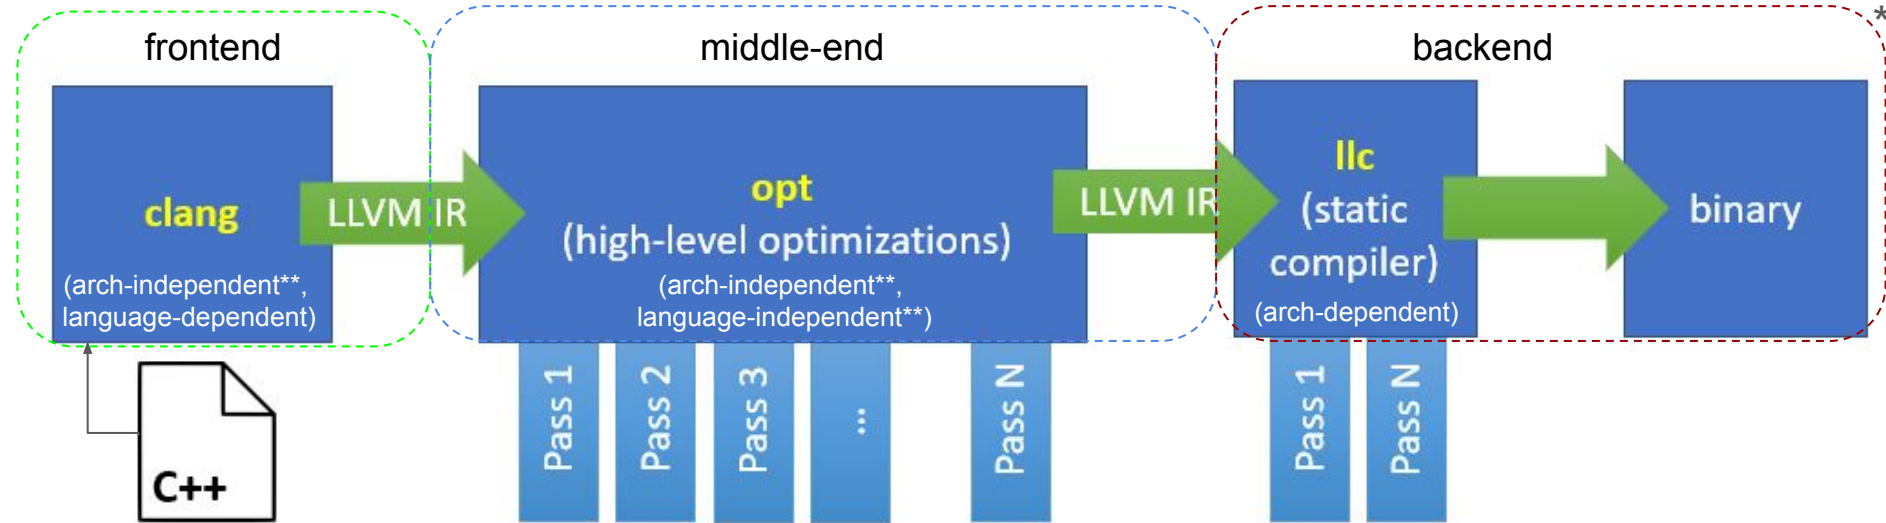 frontend
middle-end
backend
*
clang
(arch-independent**,
language-dependent)
LLVM IR
opt
(high-level optimizations)
(arch-independent**,
language-independent**)
LLVM IR
llc
(static
compiler)
(arch-dependent)
binary
C++
Pass 1
Pass 2
Pass 3
...
Pass N
Pass 1
Pass N